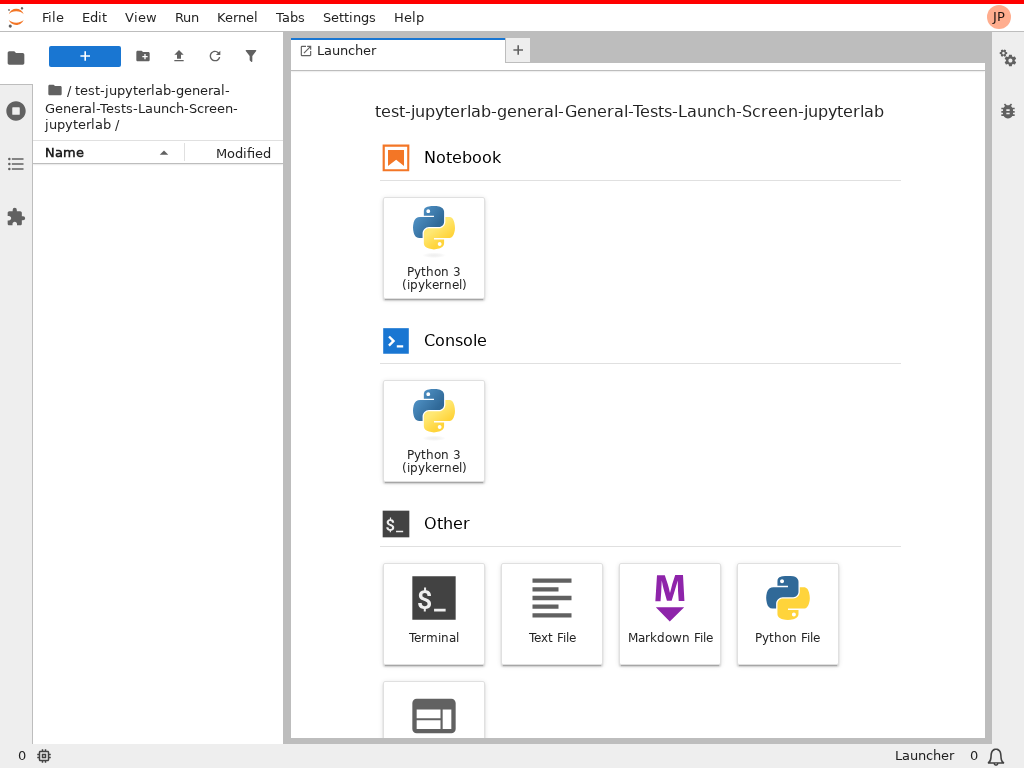 File Edit View Run Kernel Tabs Settings Help
JP
Launcher
/ test-jupyterlab-general-
General-Tests-Launch-Screen-
jupyterlab /
Name Modified
test-jupyterlab-general-General-Tests-Launch-Screen-jupyterlab
Notebook
Python 3
(ipykernel)
Console
Python 3
(ipykernel)
$_ Other
$_
Terminal
Text File
M
Markdown File
Python File
0
Launcher 0